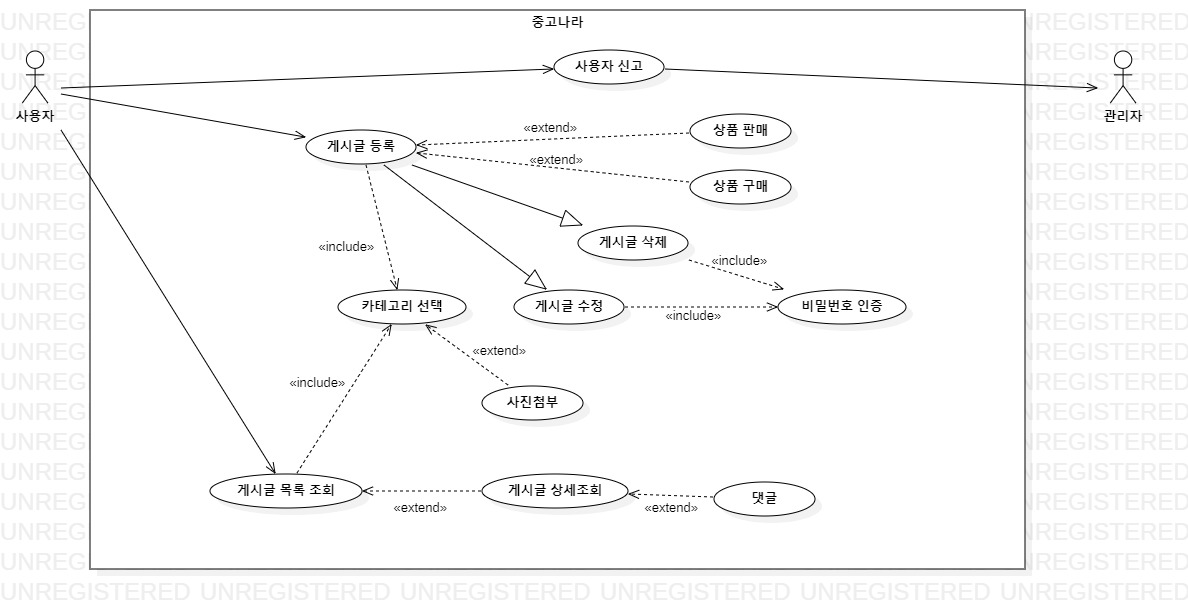 중고나라
사용자 신고
사용자
관리자
게시글 등록
«extend»
상품 판매
«extend»
상품 구매
«include»
게시글 삭제
«include»
카테고리 선택
게시글 수정
«include»
비밀번호 인증
«extend»
«include»
사진첨부
게시글 목록 조회
«extend»
게시글 상세조회
«extend»
댓글
UNREGISTERED UNREGISTERED UNREGISTERED UNREGISTERED UNREGISTERED UNREGISTERED